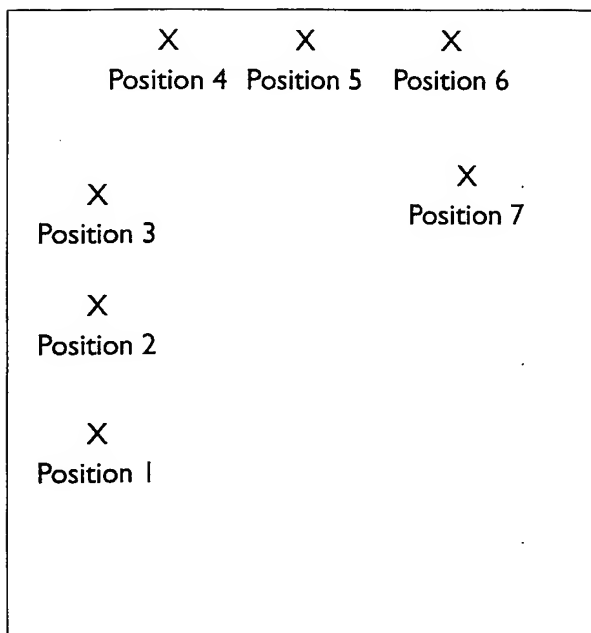 X X X
Position 4 Position 5 Position 6
X
Position 7
X
Position 3
X
Position 2
X
Position 1